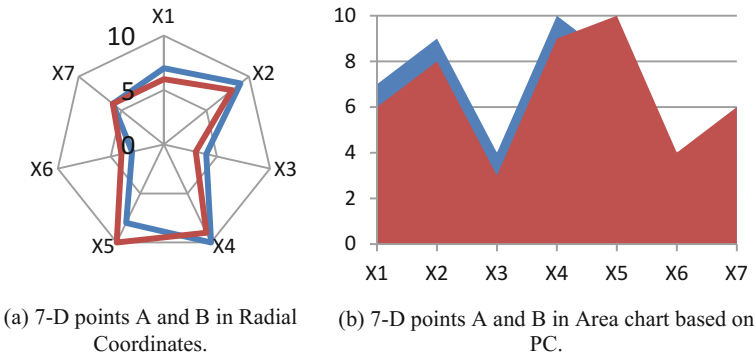 X1
10
X7
X2
5
0
X6
X3
X5
X4
(a) 7-D points A and B in Radial
Coordinates.
10
8
6
4
2
0
X1 X2 X3 X4 X5 X6 X7
(b) 7-D points A and B in Area chart based on
PC.